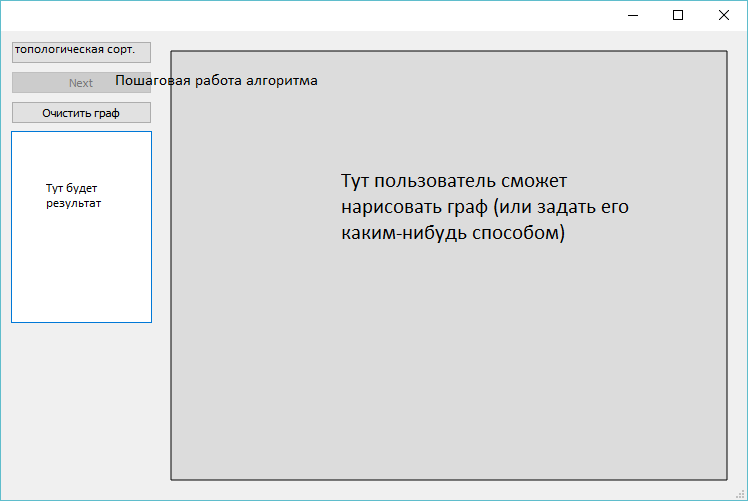 топологическая сорт.
Next
Пошаговая работа алгоритма
Очистить граф
Тут будет
результат
Тут пользователь сможет
нарисовать граф (или задать его
каким-нибудь способом)